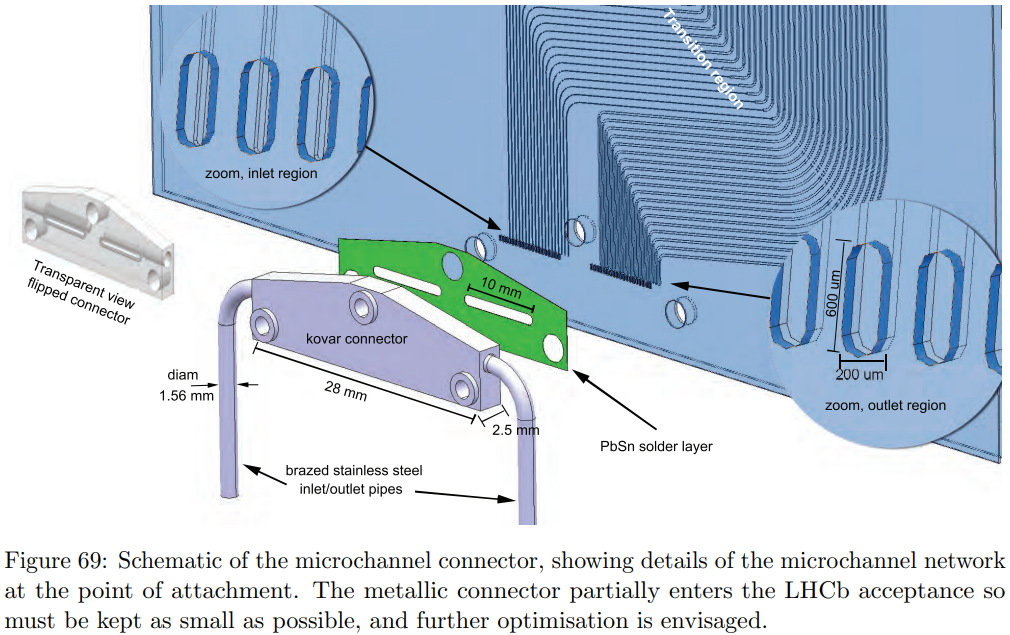 Transition region
zoom, inlet region
Transparent view
flipped connector
10 mm
600 um
kovar connector
200 um
diam
1.56 mm
28 mm
zoom, outlet region
2.5 mm
PbSn solder layer
brazed stainless steel
inlet/outlet pipes
Figure 69: Schematic of the microchannel connector, showing details of the microchannel network
at the point of attachment. The metallic connector partially enters the LHCb acceptance so
must be kept as small as possible, and further optimisation is envisaged.